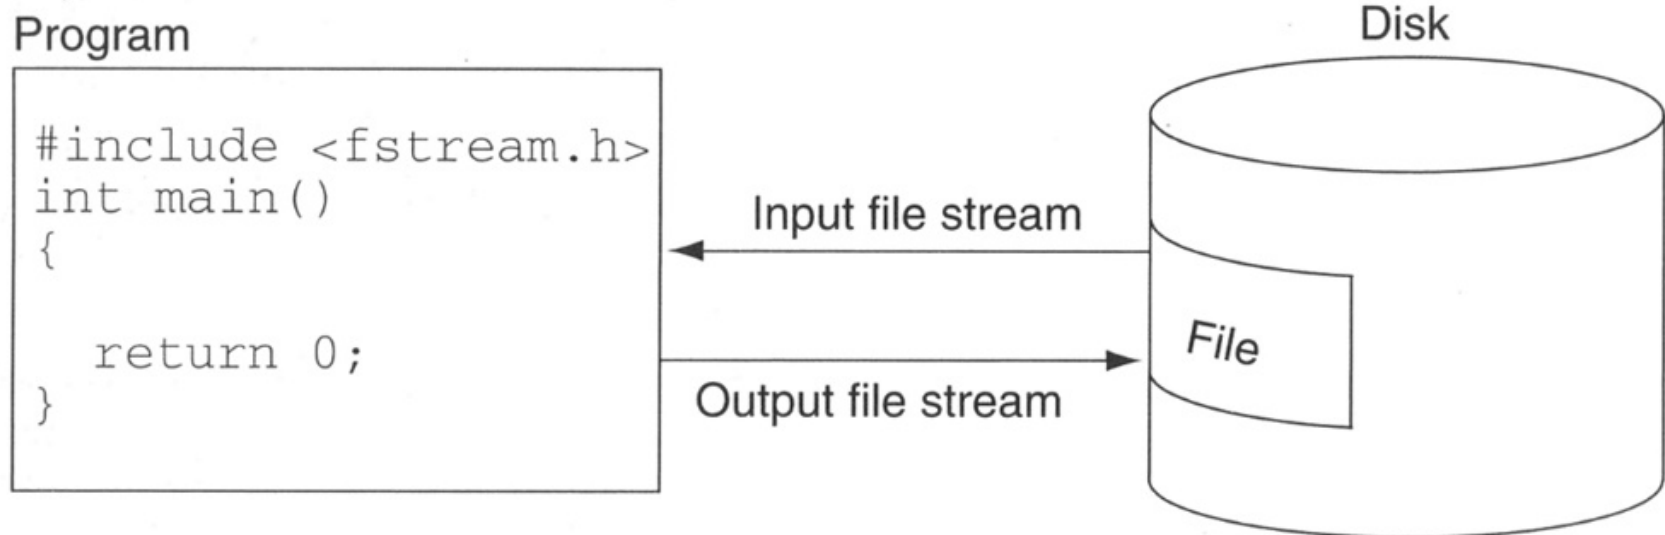 Program
#include <fstream.h>
int main()
{
return 0;
}
Input file stream
Output file stream
Disk
File